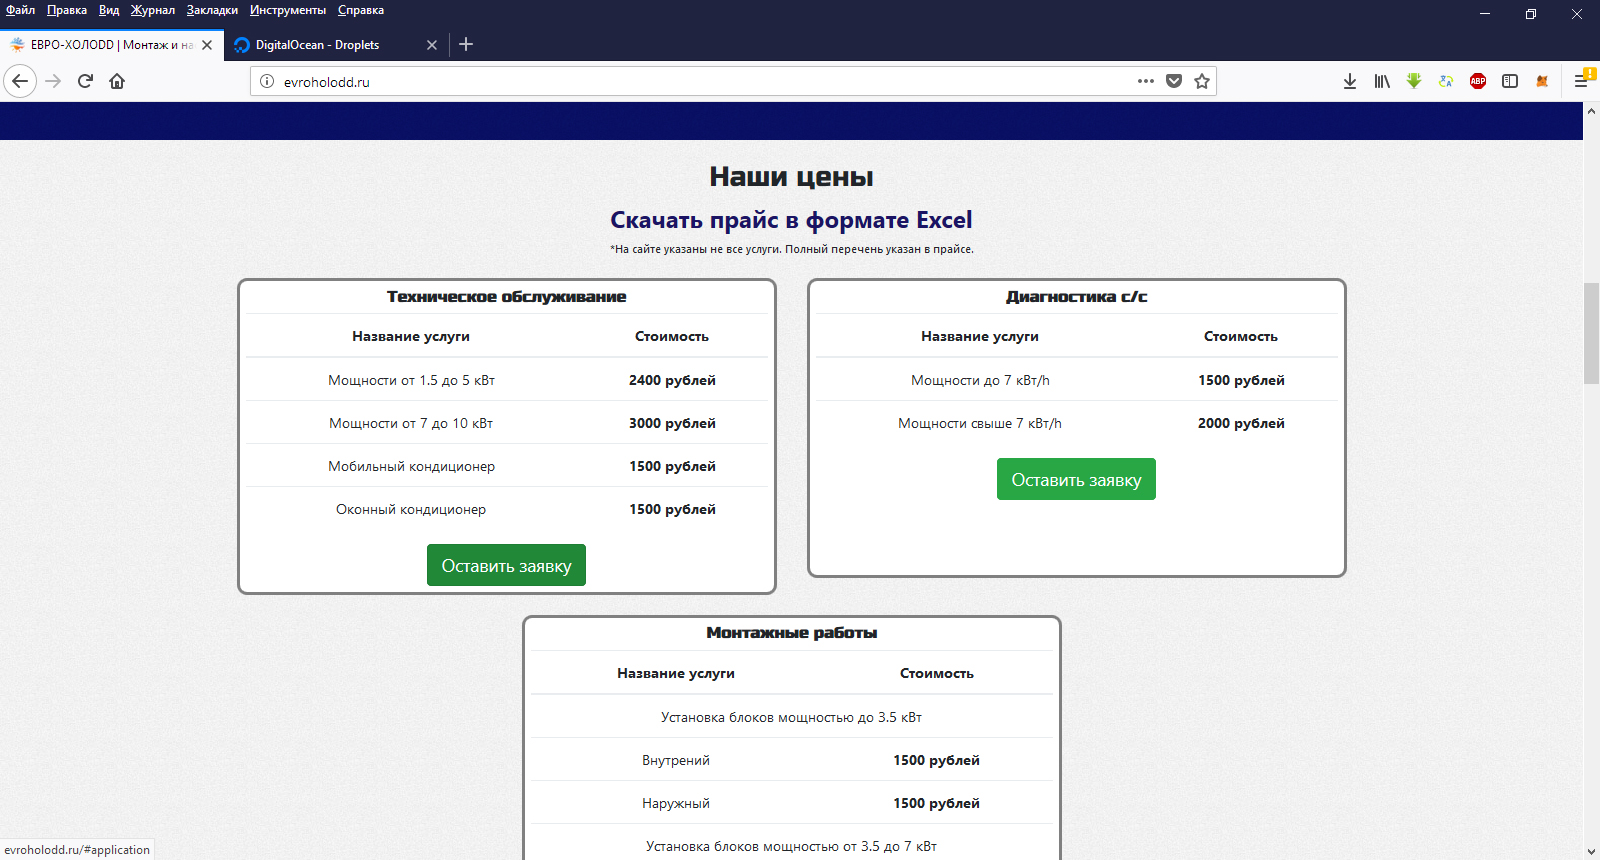 Файл Правка Вид Журнал Закладки Инструменты Справка
ЕВРО-ХОЛОDD | Монтаж и на
DigitalOcean - Droplets
evroholodd.ru
ABP
Наши цены
Скачать прайс в формате Excel
*На сайте указаны не все услуги. Полный перечень указан в прайсе.
Техническое обслуживание
Название услуги Стоимость
Мощности от 1.5 до 5 кВт 2400 рублей
Мощности от 7 до 10 кВт 3000 рублей
Мобильный кондиционер 1500 рублей
Оконный кондиционер 1500 рублей
Оставить заявку
Диагностика с/с
Название услуги Стоимость
Мощности до 7 кВт/h 1500 рублей
Мощности свыше 7 кВт/h 2000 рублей
Оставить заявку
Монтажные работы
Название услуги Стоимость
Установка блоков мощностью до 3.5 кВт
Внутрений 1500 рублей
Наружный 1500 рублей
Установка блоков мощностью от 3.5 до 7 кВт
evroholodd.ru/#application